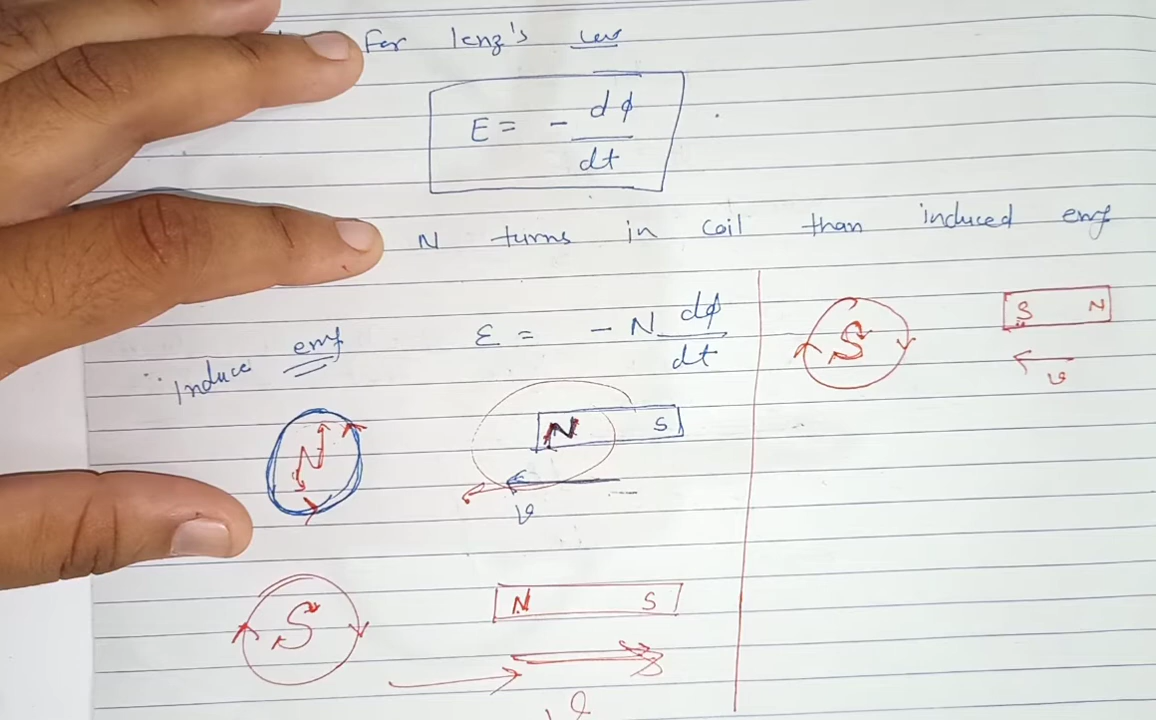 For lenz's law
E = - dφ/dt
N turns in coil than induced emf
Induce emf
ε = - N dφ/dt
S
S N
v
N
N S
v
S
N S
v